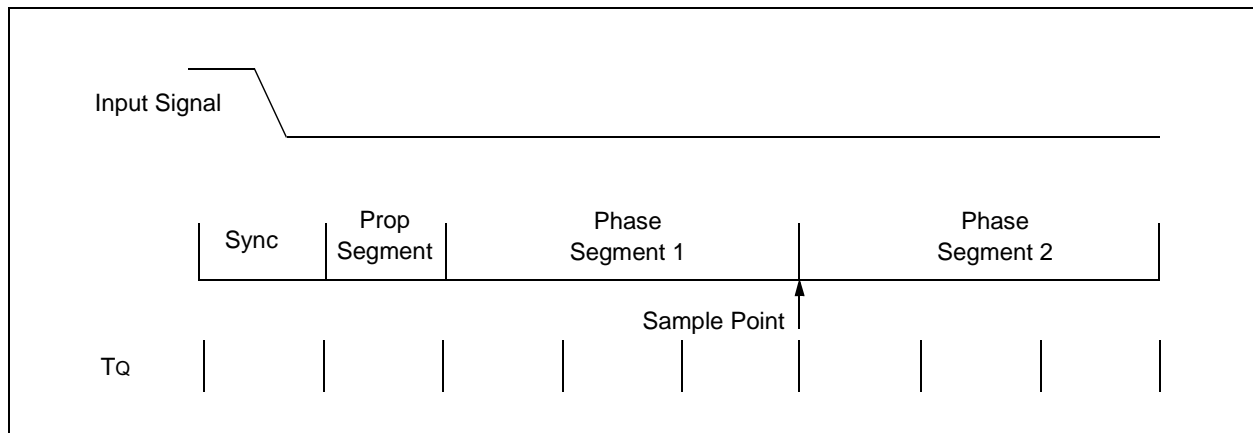 Input Signal
Sync
Prop
Segment
Phase
Segment 1
Phase
Segment 2
Sample Point
TQ